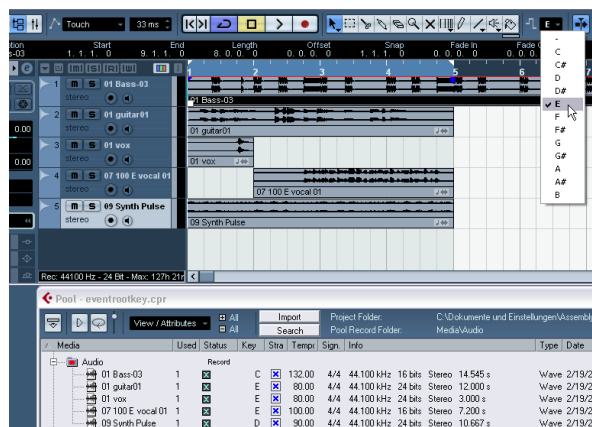 Touch 33 ms E
ption Start End Length Offset Snap Fade In Fade
s-03 1. 1. 1. 0 9. 1. 1. 0 8. 0. 0. 0 0. 0. 0. 0 1. 1. 1. 0 0. 0. 0. 0 0. 0. 0. 0
-
C
C#
D
D#
E
F
F#
G
G#
A
A#
B
2 3 4 5 6 7
1 m S 01 Bass-03
stereo
01 Bass-03
0.00
2 m S 01 guitar01
stereo
01 guitar01
0.00
3 m S 01 vox
stereo
01 vox
4 m S 07 100 E vocal 01
stereo
07 100 E vocal 01
5 m S 09 Synth Pulse
stereo
09 Synth Pulse
Rec: 44100 Hz - 24 Bit - Max: 127h 21r
Pool - eventrootkey.cpr
View / Attributes All All Import Search
Project Folder: C:\Dokumente und Einstellungen\Assembly
Pool Record Folder: Media\Audio
Media Used Status Key Stra Tempo Sign. Info Type Date
Audio Record
01 Bass-03 1 C 132.00 4/4 44.100 kHz 16 bits Stereo 14.545 s Wave 2/19/2
01 guitar01 1 E 80.00 4/4 44.100 kHz 24 bits Stereo 12.000 s Wave 2/19/2
01 vox 1 E 80.00 4/4 44.100 kHz 24 bits Stereo 3.000 s Wave 2/19/2
07 100 E vocal 01 1 E 100.00 4/4 44.100 kHz 16 bits Stereo 7.200 s Wave 2/19/2
09 Synth Pulse 1 D 90.00 4/4 44.100 kHz 24 bits Stereo 10.667 s Wave 2/19/2